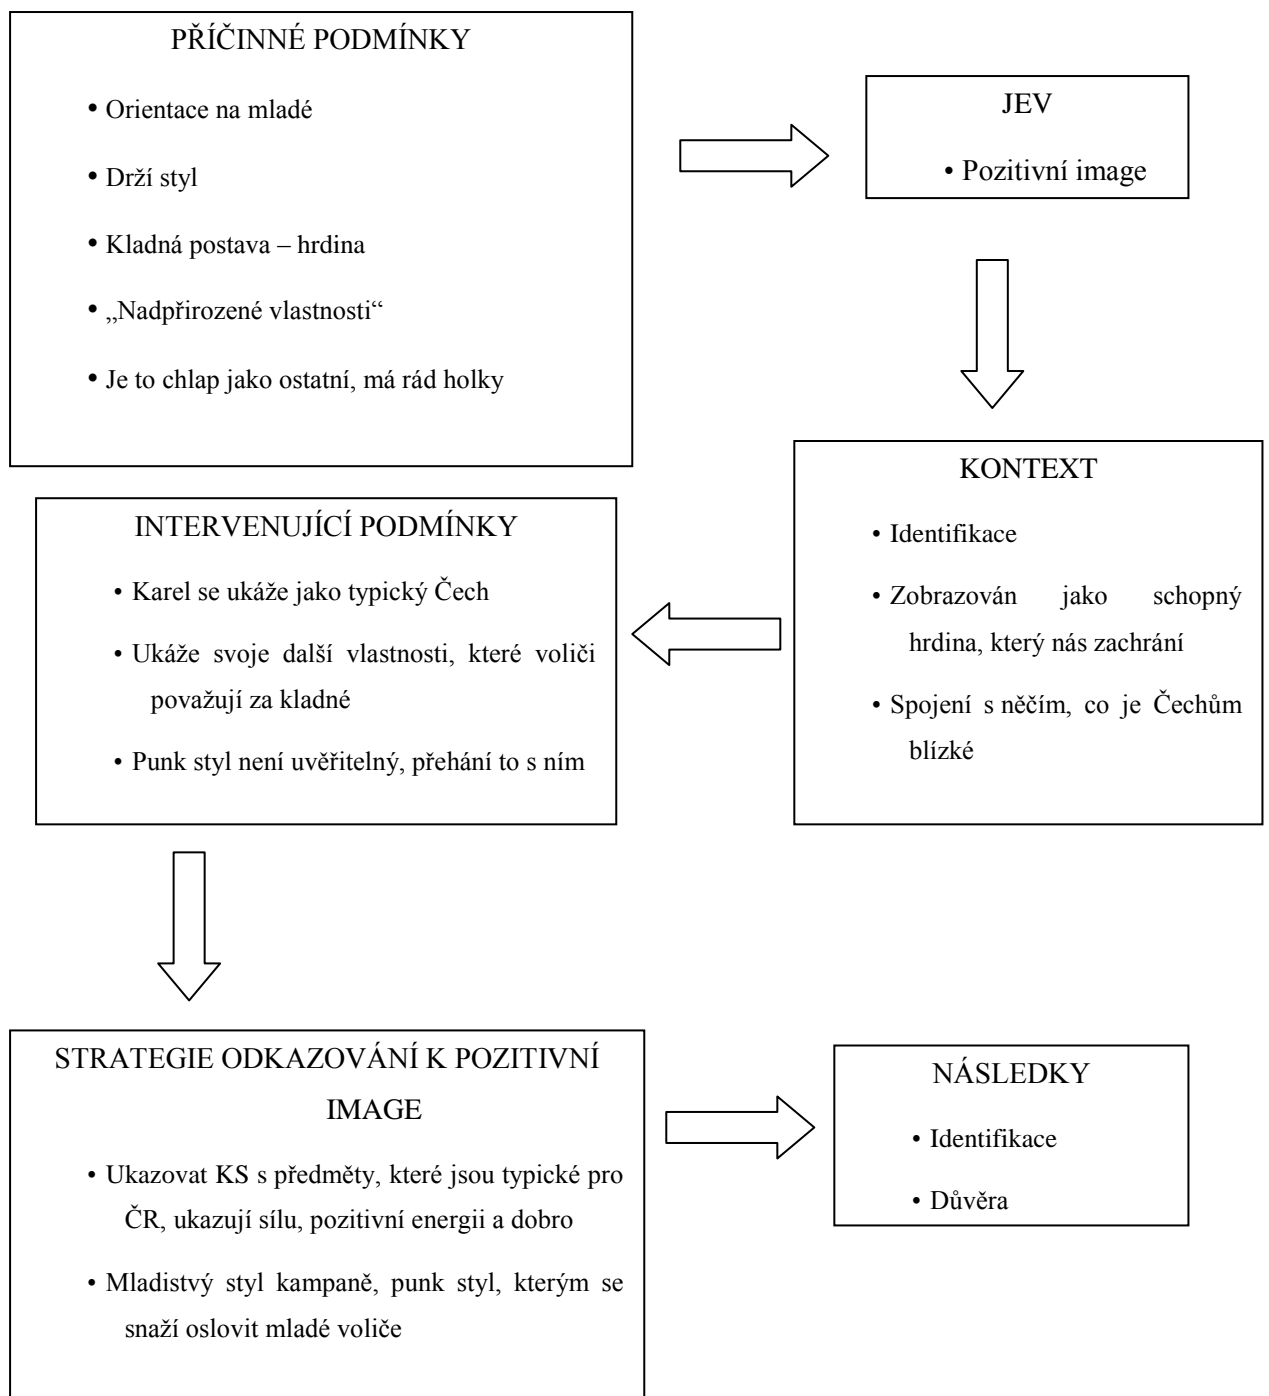 PŘÍČINNÉ PODMÍNKY
• Orientace na mladé
• Drží styl
• Kladná postava – hrdina
• „Nadpřirozené vlastnosti“
• Je to chlap jako ostatní, má rád holky
JEV
• Pozitivní image
KONTEXT
• Identifikace
• Zobrazován jako schopný
hrdina, který nás zachrání
• Spojení s něčím, co je Čechům
blízké
INTERVENUJÍCÍ PODMÍNKY
• Karel se ukáže jako typický Čech
• Ukáže svoje další vlastnosti, které voliči
považují za kladné
• Punk styl není uvěřitelný, přehání to s ním
STRATEGIE ODKAZOVÁNÍ K POZITIVNÍ
IMAGE
• Ukazovat KS s předměty, které jsou typické pro
ČR, ukazují sílu, pozitivní energii a dobro
• Mladistvý styl kampaně, punk styl, kterým se
snaží oslovit mladé voliče
NÁSLEDKY
• Identifikace
• Důvěra